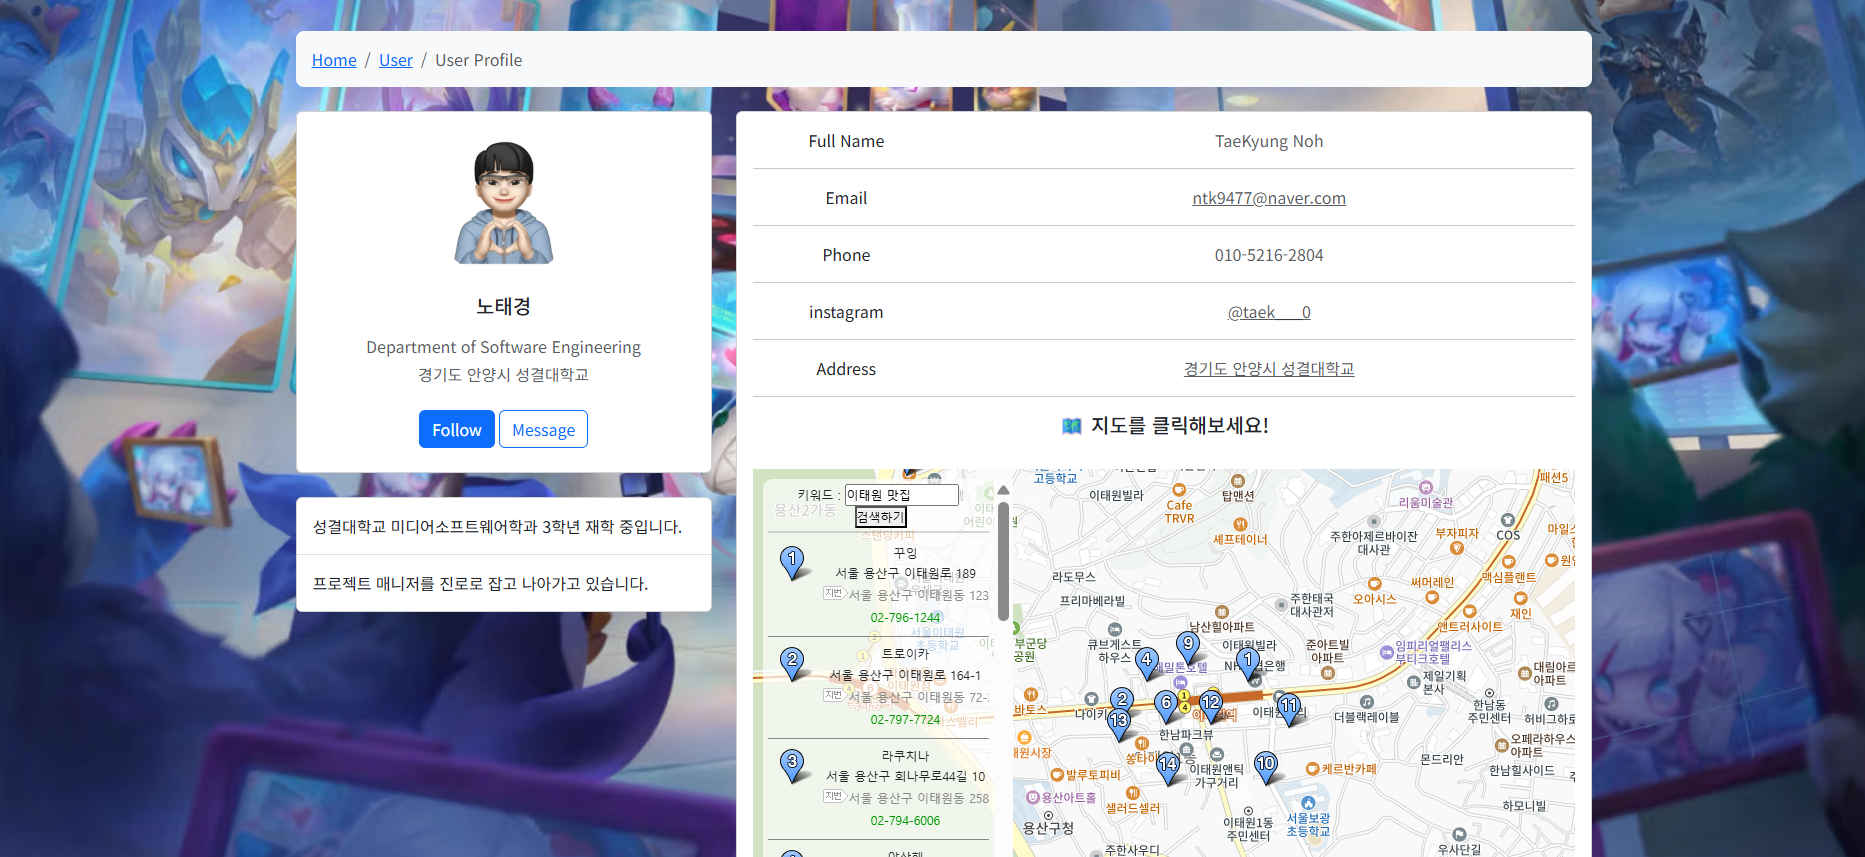 Home / User / User Profile
노태경
Department of Software Engineering
경기도 안양시 성결대학교
Follow
Message
성결대학교 미디어소프트웨어학과 3학년 재학 중입니다.
프로젝트 매니저를 진로로 잡고 나아가고 있습니다.
Full Name
TaeKyung Noh
Email
ntk9477@naver.com
Phone
010-5216-2804
instagram
@taek___0
Address
경기도 안양시 성결대학교
지도를 클릭해보세요!
키워드 : 이태원 맛집
검색하기
용산2가동
1
꾸잉
서울 용산구 이태원로 189
지번 서울 용산구 이태원동 123
02-796-1244
2
트로이카
서울 용산구 이태원로 164-1
지번 서울 용산구 이태원동 72-
02-797-7724
3
라쿠치나
서울 용산구 회나무로44길 10
지번 서울 용산구 이태원동 258
02-794-6006
고등학교
이태원빌라
Cafe
TRVR
탑맨션
셰프테이너
리움미술관
패션5
주한아제르바이잔
대사관
부자피자
COS
라도무스
프리마베라빌
주한태국
대사관저
오아시스
써머레인
맥심플랜트
재인
앤트러사이트
남산힐아파트
부군당
공원
큐브게스트
하우스
이태원빌라
준아트빌
아파트
임피리얼팰리스
부티크호텔
4
9
1
제일기획
본사
대림아르
아파트
바토스
2
13
6
12
11
더블랙레이블
한남동
주민센터
허비그하로
한남파크뷰
14
이태원앤틱
가구거리
10
케르반카페
몬드리안
오페라하우스
아파트
한남힐사이드
발루토피비
용산아트홀
샐러드셀러
용산구청
이태원1동
주민센터
서울보광
초등학교
하모니빌
주한사우디
우사단길